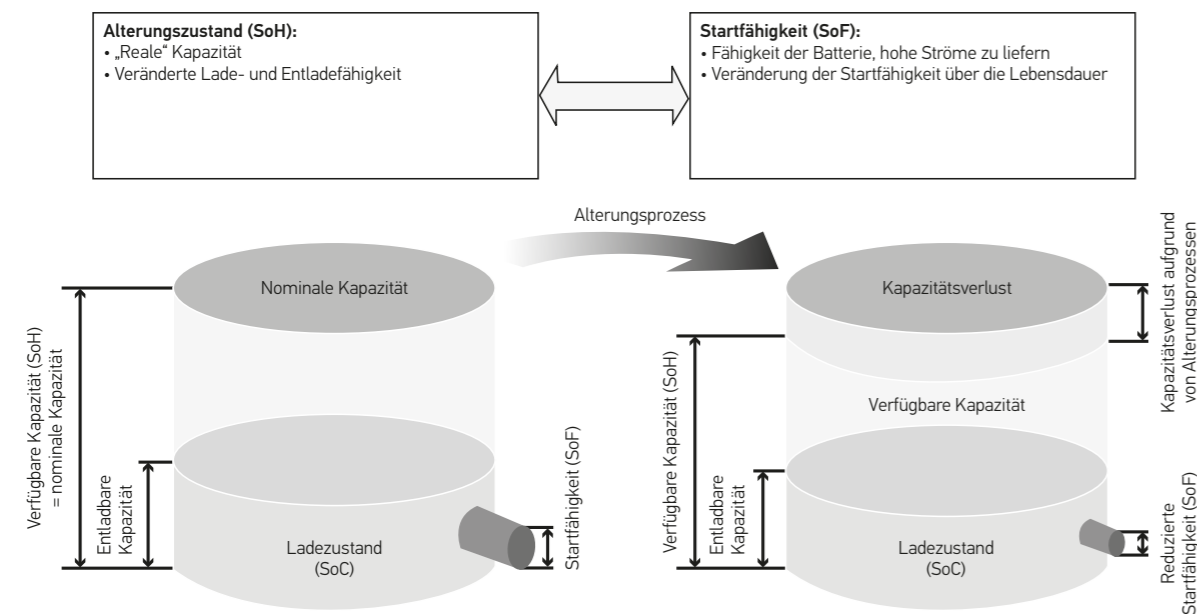 Alterungszustand (SoH):
• „Reale“ Kapazität
• Veränderte Lade- und Entladefähigkeit
Startfähigkeit (SoF):
• Fähigkeit der Batterie, hohe Ströme zu liefern
• Veränderung der Startfähigkeit über die Lebensdauer
Alterungsprozess
Verfügbare Kapazität (SoH)
= nominale Kapazität
Entladbare
Kapazität
Nominale Kapazität
Ladezustand
(SoC)
Startfähigkeit (SoF)
Verfügbare Kapazität (SoH)
Entladbare
Kapazität
Kapazitätsverlust
Verfügbare Kapazität
Ladezustand
(SoC)
Kapazitätsverlust aufgrund
von Alterungsprozessen
Reduzierte
Startfähigkeit (SoF)